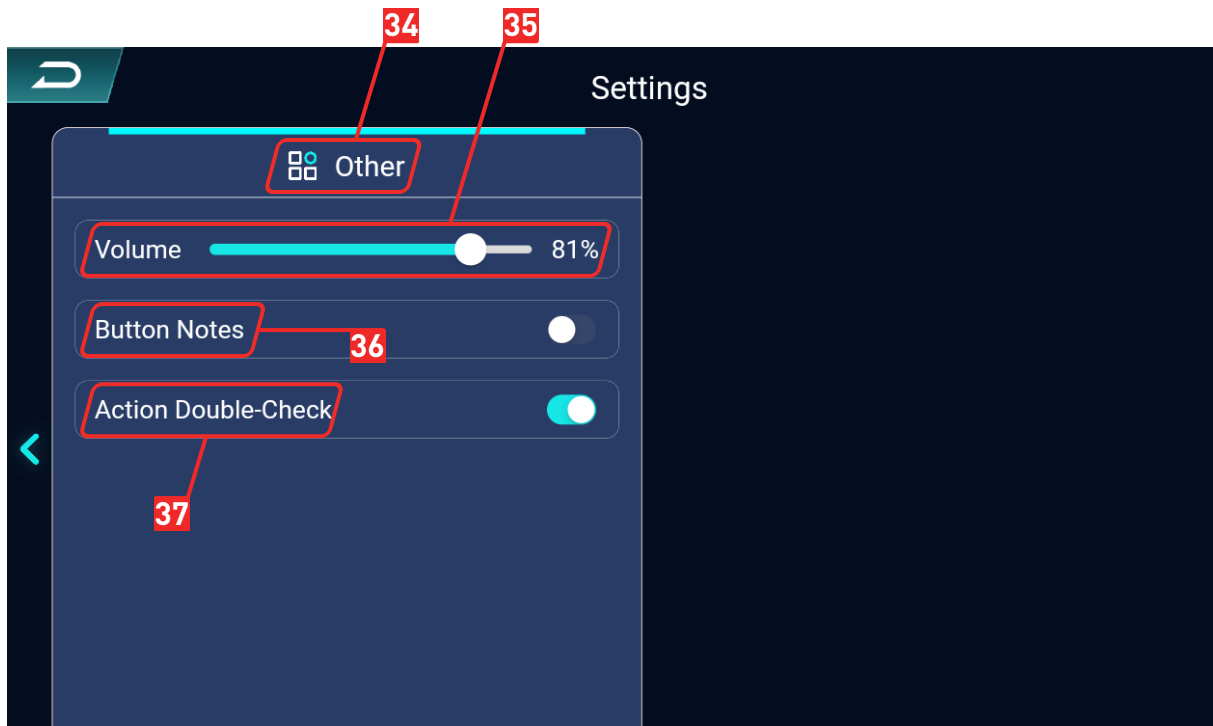 34 35
Settings
Other
Volume 81%
Button Notes
36
Action Double-Check
37